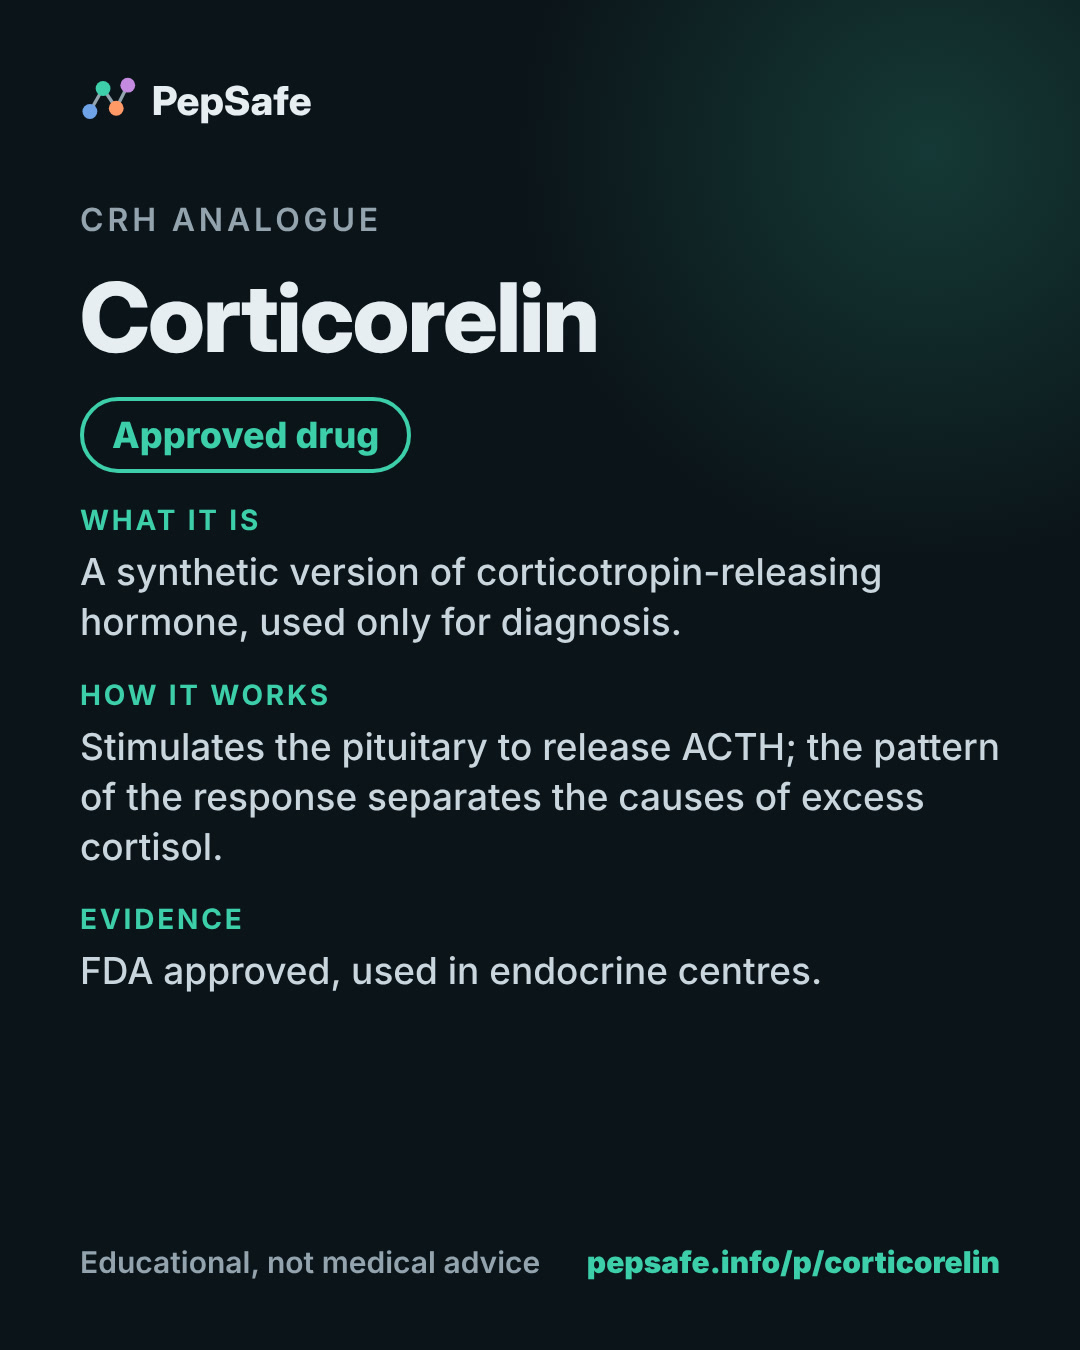 PepSafe
CRH ANALOGUE
Corticorelin
Approved drug
WHAT IT IS
A synthetic version of corticotropin-releasing
hormone, used only for diagnosis.
HOW IT WORKS
Stimulates the pituitary to release ACTH; the pattern
of the response separates the causes of excess
cortisol.
EVIDENCE
FDA approved, used in endocrine centres.
Educational, not medical advice
pepsafe.info/p/corticorelin